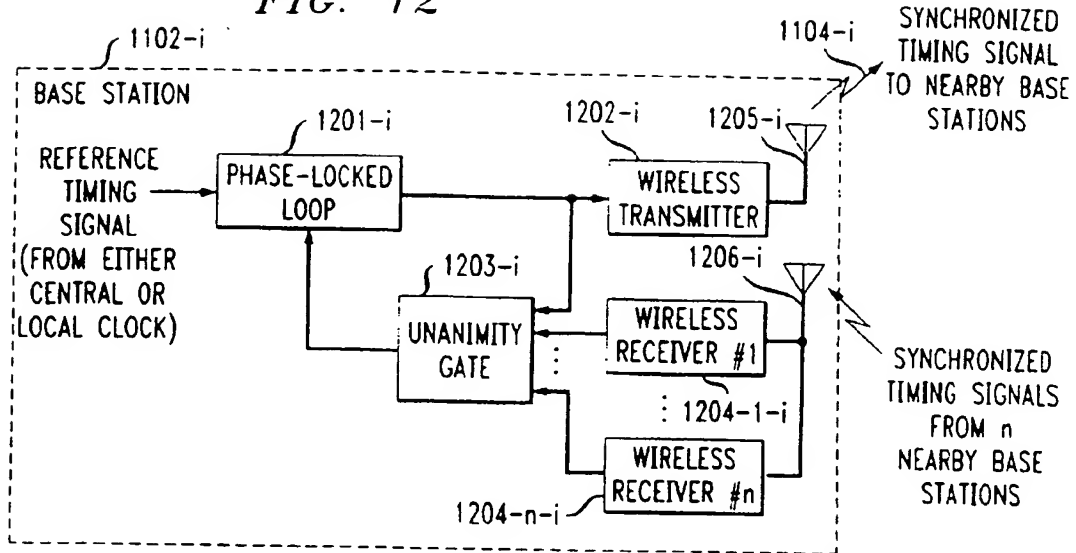 FIG. 12
1102-i
1104-i
SYNCHRONIZED
TIMING SIGNAL
TO NEARBY BASE
STATIONS
BASE STATION
1201-i
1202-i
1205-i
REFERENCE
TIMING
SIGNAL
(FROM EITHER
CENTRAL OR
LOCAL CLOCK)
PHASE-LOCKED
LOOP
WIRELESS
TRANSMITTER
1203-i
1206-i
UNANIMITY
GATE
WIRELESS
RECEIVER #1
1204-1-i
WIRELESS
RECEIVER #n
1204-n-i
SYNCHRONIZED
TIMING SIGNALS
FROM n
NEARBY BASE
STATIONS